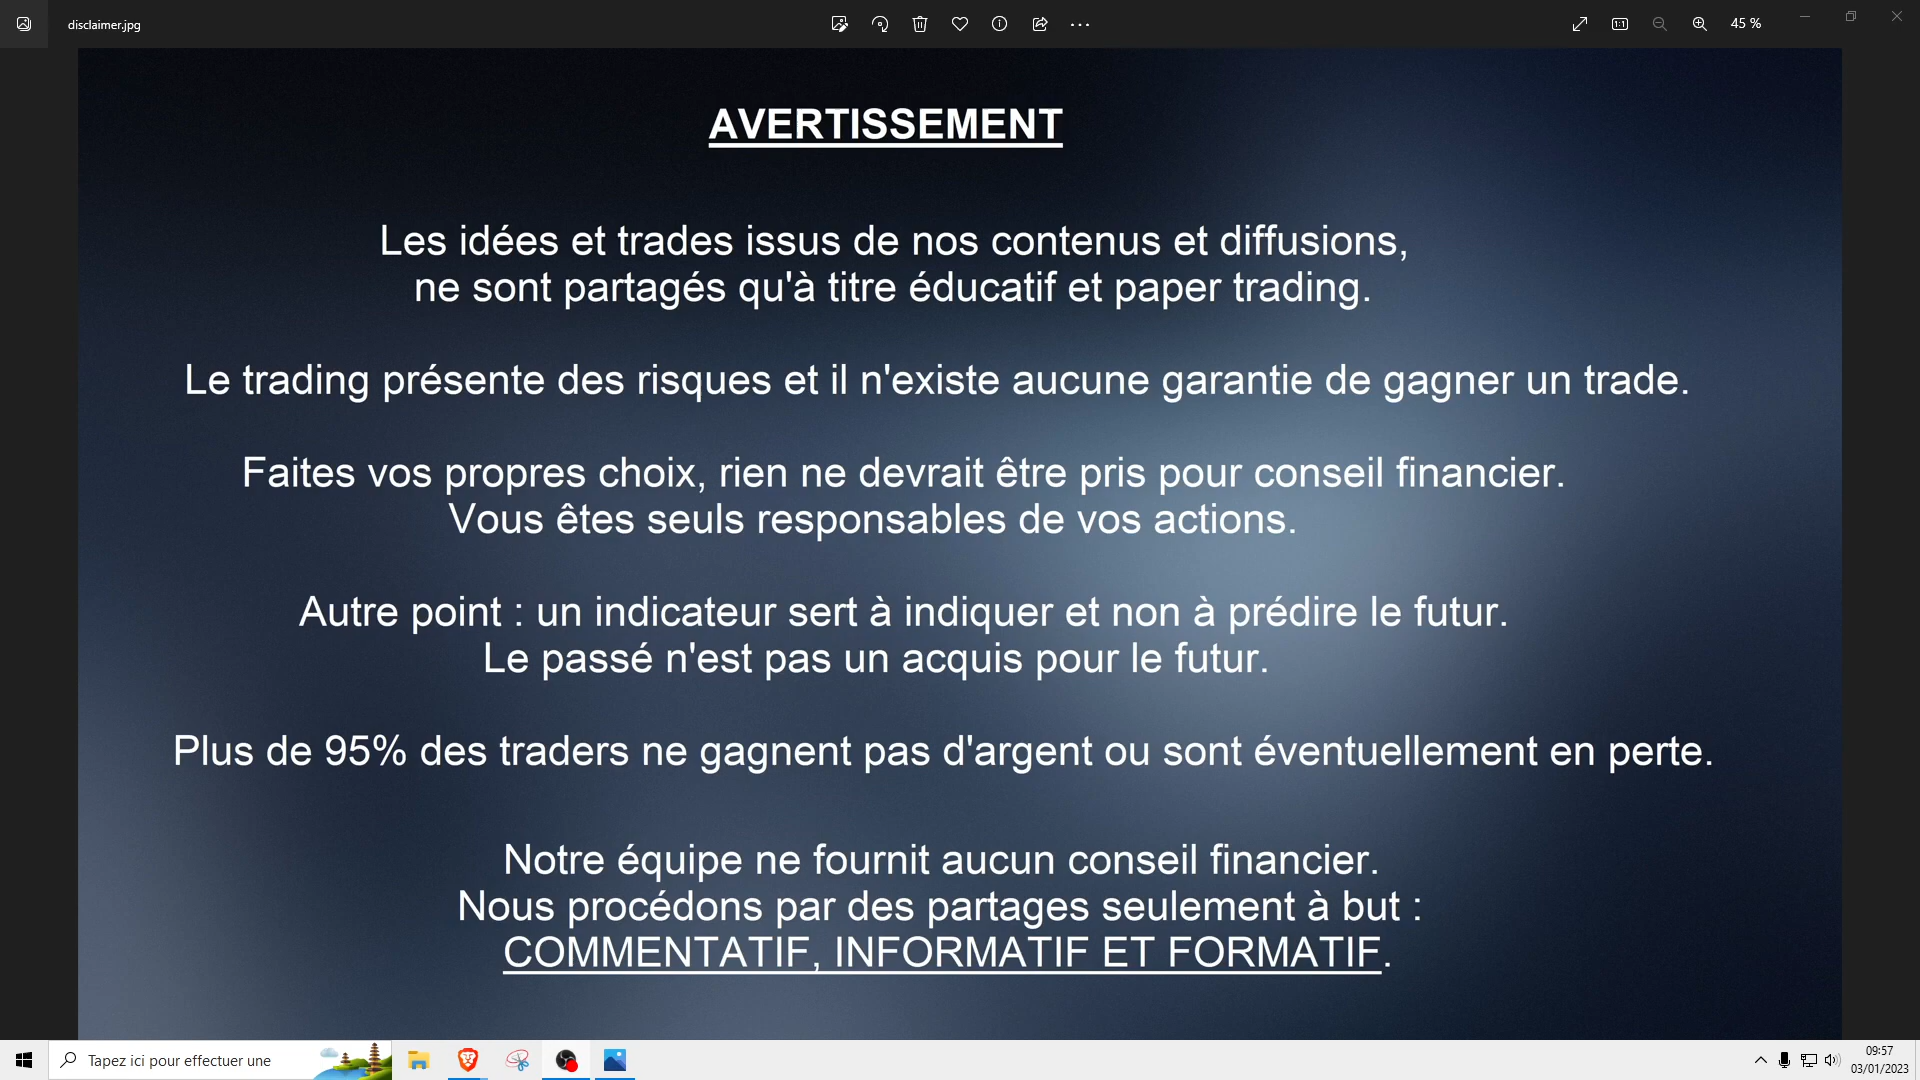 disclaimer.jpg
45 %
AVERTISSEMENT
Les idées et trades issus de nos contenus et diffusions,
ne sont partagés qu'à titre éducatif et paper trading.
Le trading présente des risques et il n'existe aucune garantie de gagner un trade.
Faites vos propres choix, rien ne devrait être pris pour conseil financier.
Vous êtes seuls responsables de vos actions.
Autre point : un indicateur sert à indiquer et non à prédire le futur.
Le passé n'est pas un acquis pour le futur.
Plus de 95% des traders ne gagnent pas d'argent ou sont éventuellement en perte.
Notre équipe ne fournit aucun conseil financier.
Nous procédons par des partages seulement à but :
COMMENTATIF, INFORMATIF ET FORMATIF.
Tapez ici pour effectuer une
09:57
03/01/2023